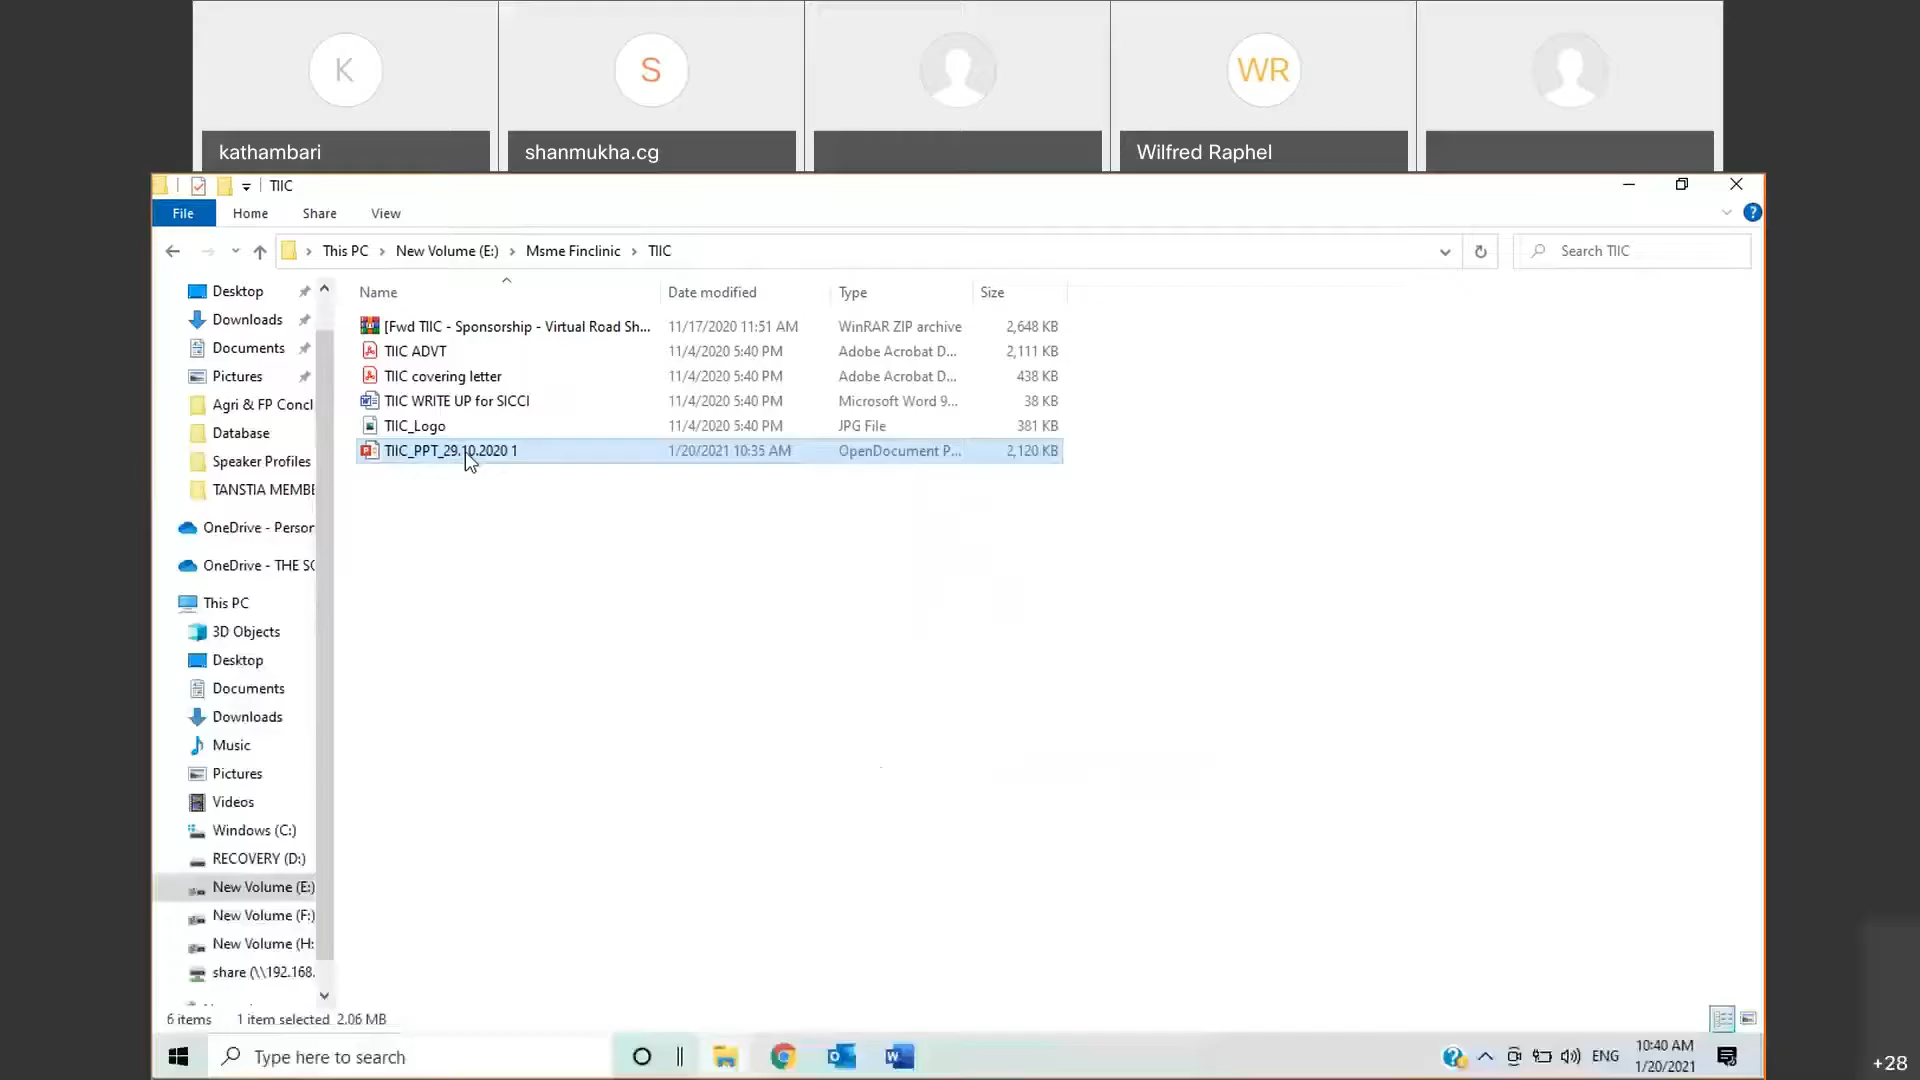 K
S
WR
kathambari
shanmukha.cg
Wilfred Raphel
TIIC
File Home Share View
This PC New Volume (E:) Msme Finclinic TIIC
Search TIIC
Name Date modified Type Size
[Fwd TIIC - Sponsorship - Virtual Road Sh... 11/17/2020 11:51 AM WinRAR ZIP archive 2,648 KB
TIIC ADVT 11/4/2020 5:40 PM Adobe Acrobat D... 2,111 KB
TIIC covering letter 11/4/2020 5:40 PM Adobe Acrobat D... 438 KB
TIIC WRITE UP for SICCI 11/4/2020 5:40 PM Microsoft Word 9... 38 KB
TIIC_Logo 11/4/2020 5:40 PM JPG File 381 KB
TIIC_PPT_29.10.2020 1 1/20/2021 10:35 AM OpenDocument P... 2,120 KB
Desktop
Downloads
Documents
Pictures
Agri & FP Concl
Database
Speaker Profiles
TANSTIA MEMBE
OneDrive - Person
OneDrive - THE SO
This PC
3D Objects
Desktop
Documents
Downloads
Music
Pictures
Videos
Windows (C:)
RECOVERY (D:)
New Volume (E:)
New Volume (F:)
New Volume (H:
share (\\192.168.
6 items 1 item selected 2.06 MB
Type here to search
ENG
10:40 AM
1/20/2021
+28